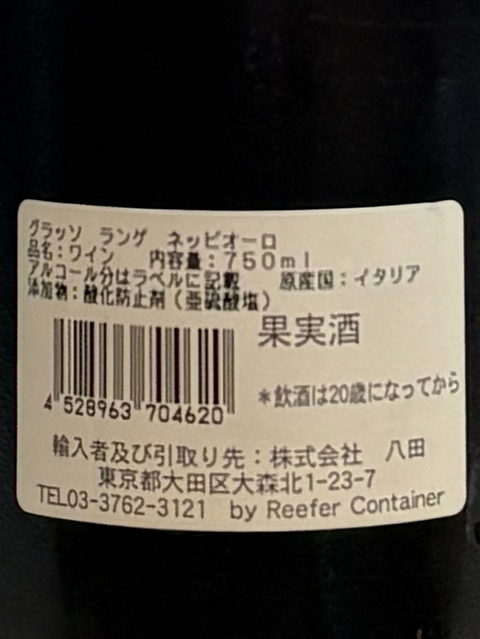 グラッソ ランゲ ネッビオーロ
品名：ワイン 内容量：750ml
アルコール分はラベルに記載 原産国：イタリア
添加物：酸化防止剤（亜硫酸塩）
果実酒
4 528963 704620
＊飲酒は20歳になってから
輸入者及び引取り先：株式会社 八田
東京都大田区大森北1-23-7
TEL03-3762-3121 by Reefer Container